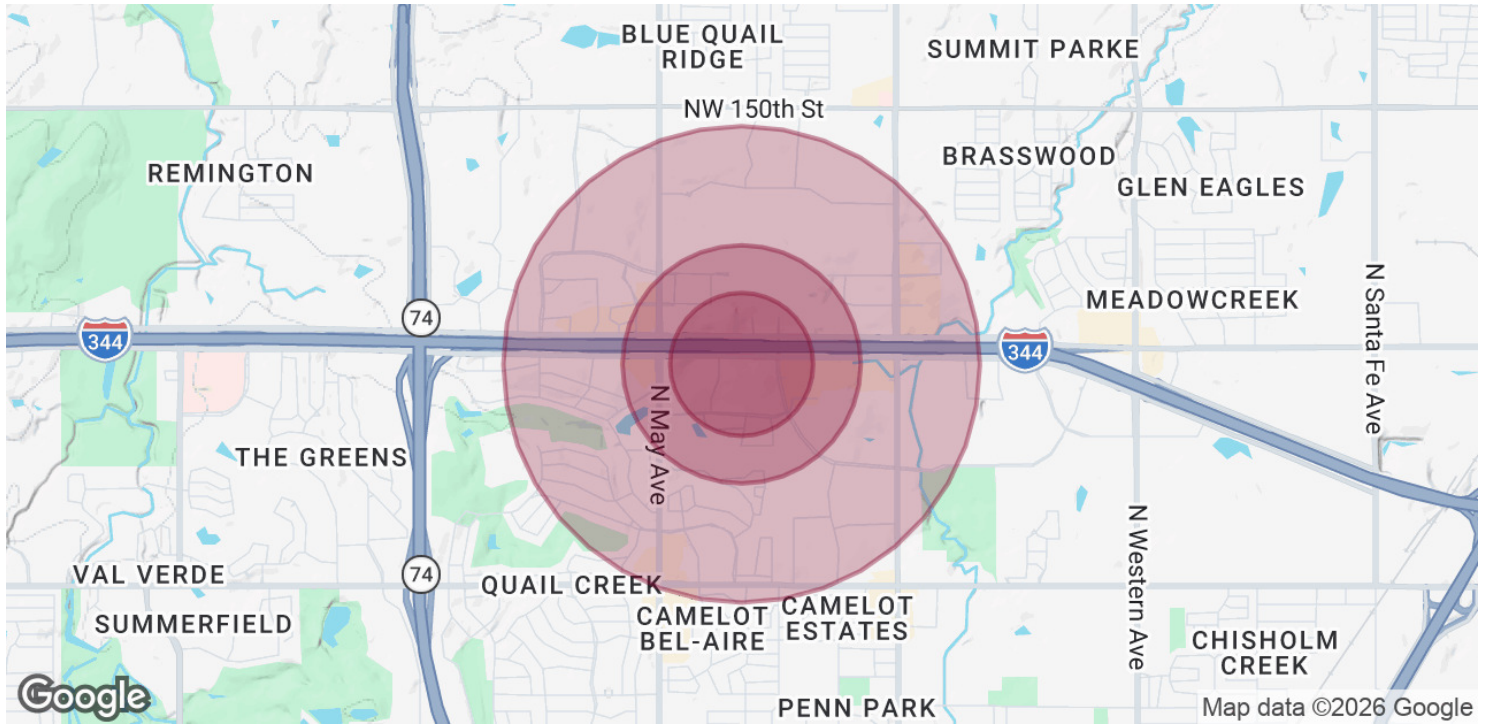 BLUE QUAIL
RIDGE
SUMMIT PARKE
NW 150th St
REMINGTON
BRASSWOOD
GLEN EAGLES
N Santa Fe Ave
MEADOWCREEK
74
344
344
N May Ave
THE GREENS
N Western Ave
VAL VERDE
74
QUAIL CREEK
SUMMERFIELD
CAMELOT
BEL-AIRE
CAMELOT
ESTATES
CHISHOLM
CREEK
PENN PARK
Google
Map data ©2026 Google